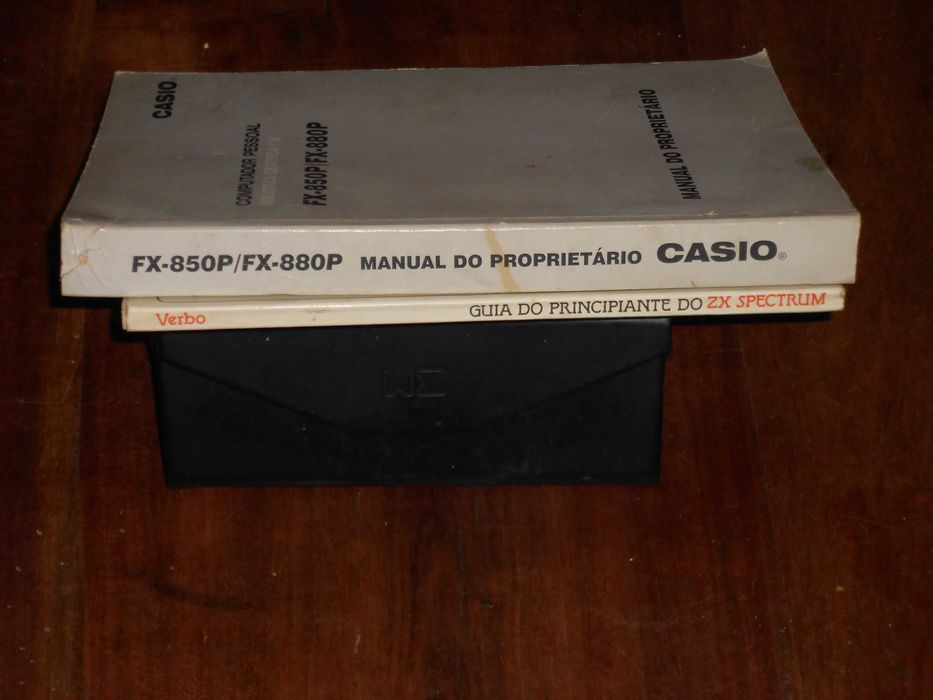 CASIO
COMPUTADOR PESSOAL
FX-850P/FX-880P
MANUAL DO PROPRIETÁRIO
FX-850P/FX-880P MANUAL DO PROPRIETÁRIO CASIO®
Verbo GUIA DO PRINCIPIANTE DO ZX SPECTRUM